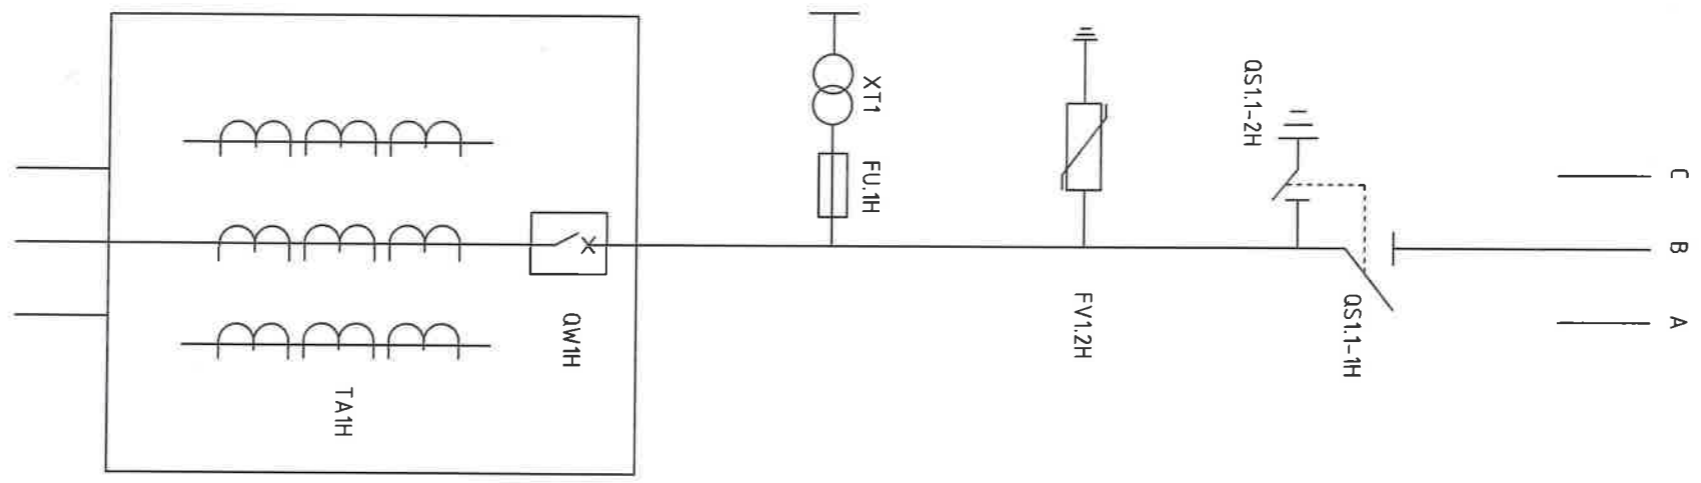 C B A
QS1.1-1H
QS1.1-2H
FV1.2H
XT1
FU.1H
QW1H
TA1H